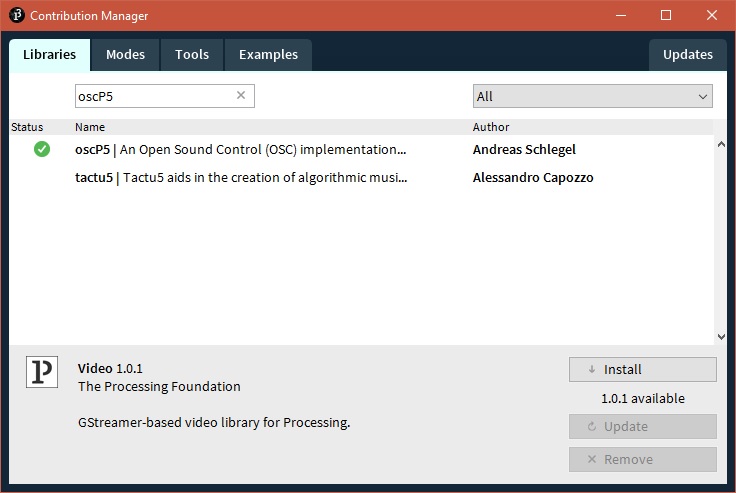 Contribution Manager
Libraries Modes Tools Examples Updates
oscP5 All
Status Name Author
oscP5 | An Open Sound Control (OSC) implementation... Andreas Schlegel
tactu5 | Tactu5 aids in the creation of algorithmic musi... Alessandro Capozzo
Video 1.0.1
The Processing Foundation
GStreamer-based video library for Processing.
Install
1.0.1 available
Update
Remove